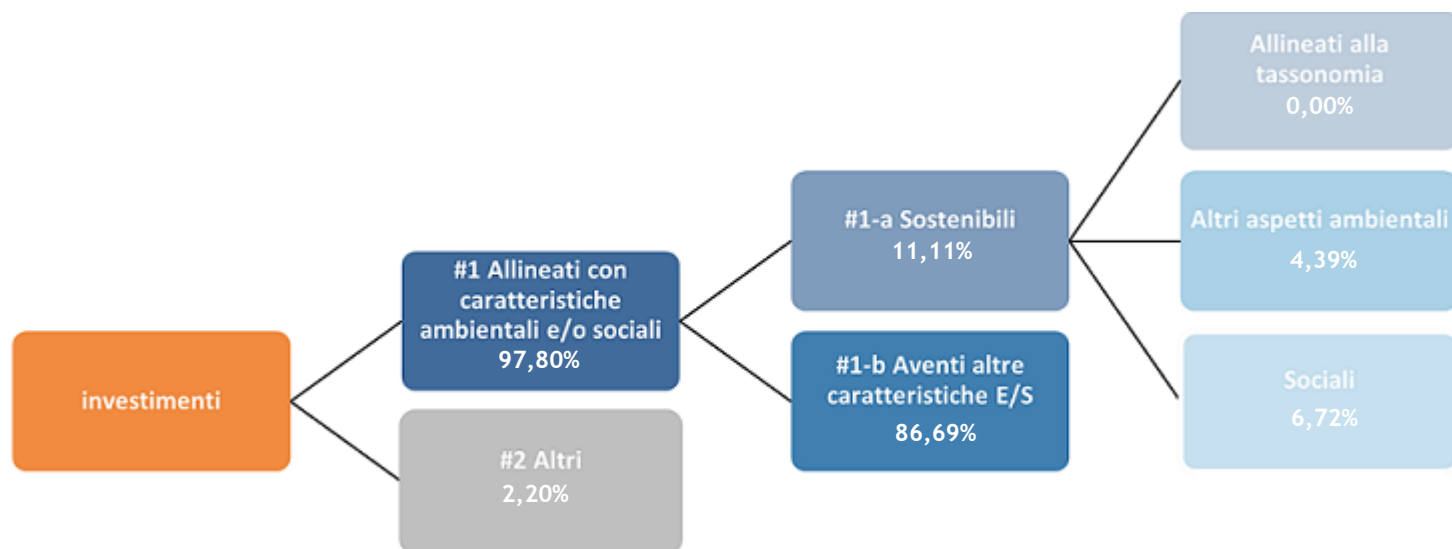 investimenti
#1 Allineati con
caratteristiche
ambientali e/o sociali
97,80%
#2 Altri
2,20%
#1-a Sostenibili
11,11%
#1-b Aventi altre
caratteristiche E/S
86,69%
Allineati alla
tassonomia
0,00%
Altri aspetti ambientali
4,39%
Sociali
6,72%